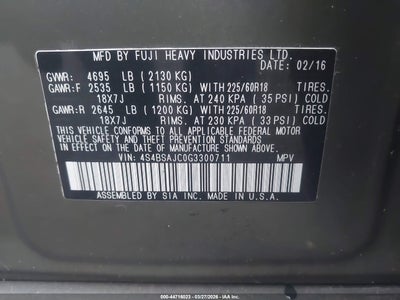 MFD BY FUJI HEAVY INDUSTRIES LTD.
DATE: 02/16
GVWR: 4695 LB (2130 KG)
GAWR:F 2535 LB (1150 KG) WITH 225/60R18 TIRES.
18X7J RIMS. AT 240 KPA (35 PSI) COLD
GAWR:R 2645 LB (1200 KG) WITH 225/60R18 TIRES.
18X7J RIMS. AT 230 KPA (33 PSI) COLD
THIS VEHICLE CONFORMS TO ALL APPLICABLE FEDERAL MOTOR
VEHICLE SAFETY STANDARDS IN EFFECT ON THE DATE OF
MANUFACTURE SHOWN ABOVE.
VIN: 4S4BSAJC0G3300711 MPV
ASSEMBLED BY SIA INC. MADE IN U.S.A.
000-44718023 - 03/27/2026 - IAA, Inc.